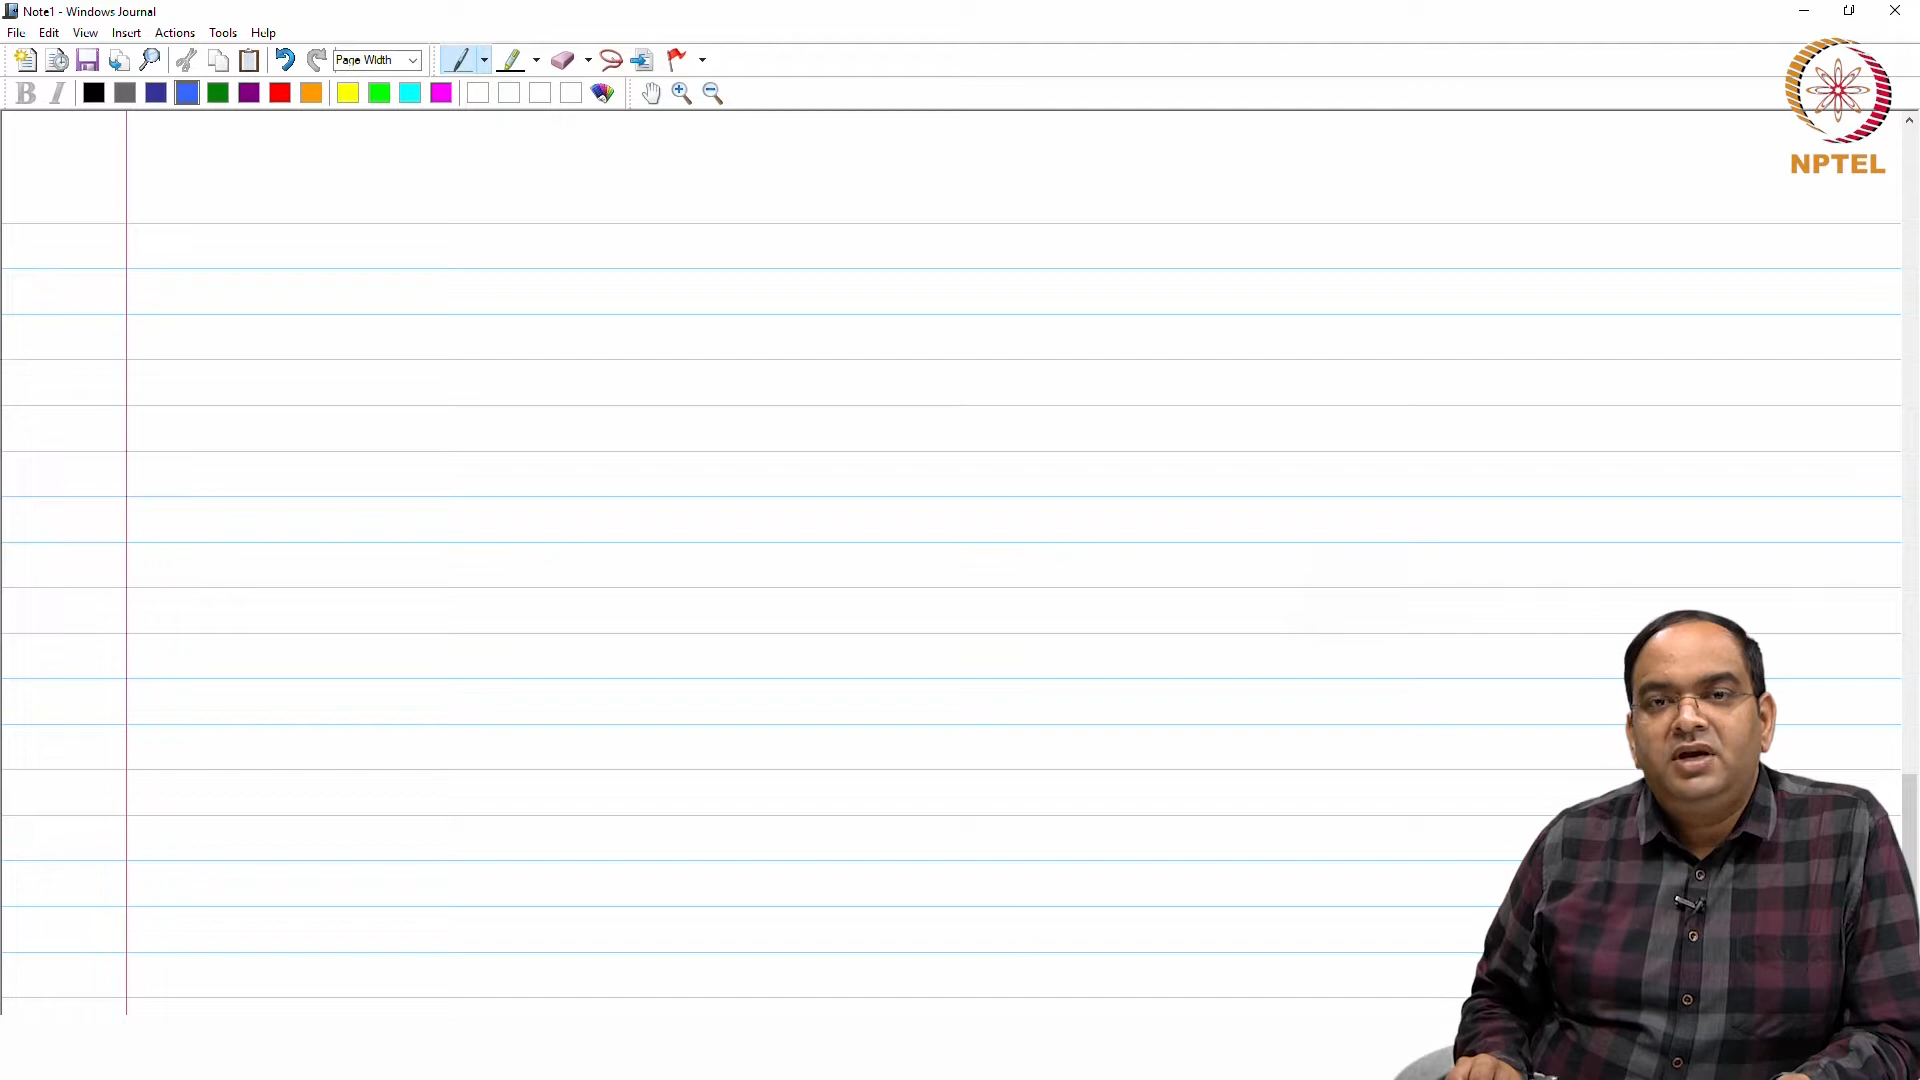 Note1 - Windows Journal
File Edit View Insert Actions Tools Help
Page Width
B I
NPTEL